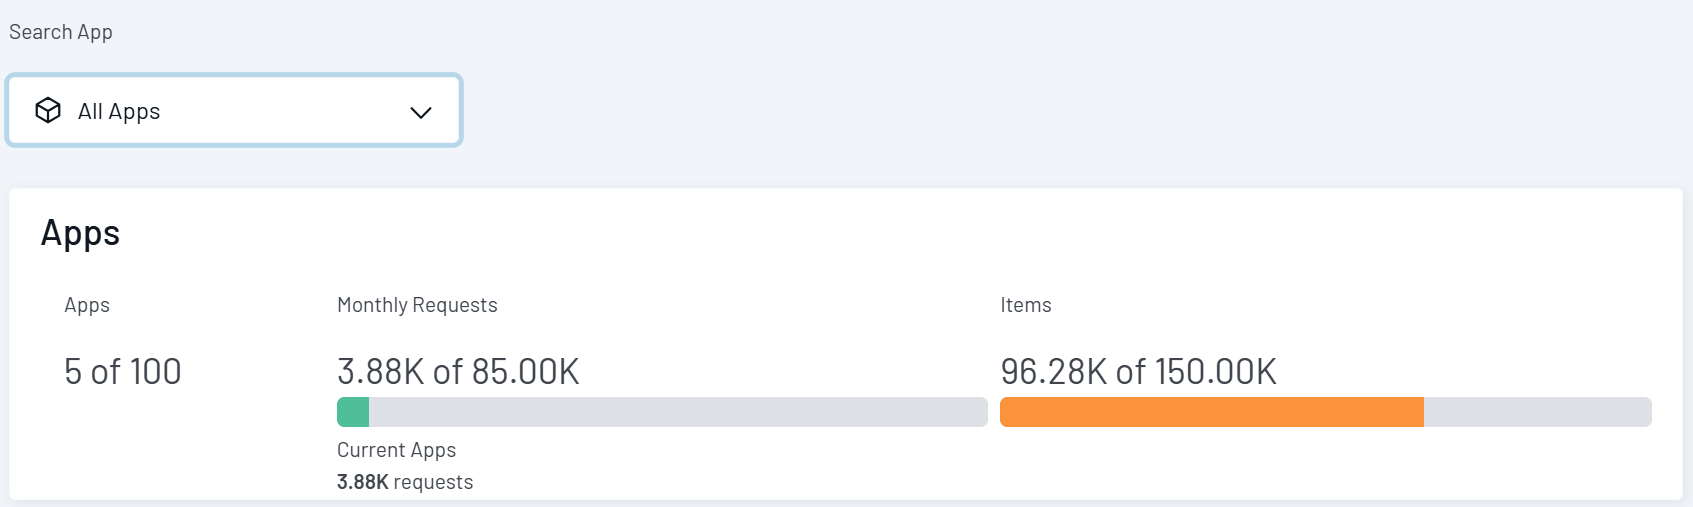 Search App
All Apps
Apps
Apps
Monthly Requests
Items
5 of 100
3.88K of 85.00K
96.28K of 150.00K
Current Apps
3.88K requests